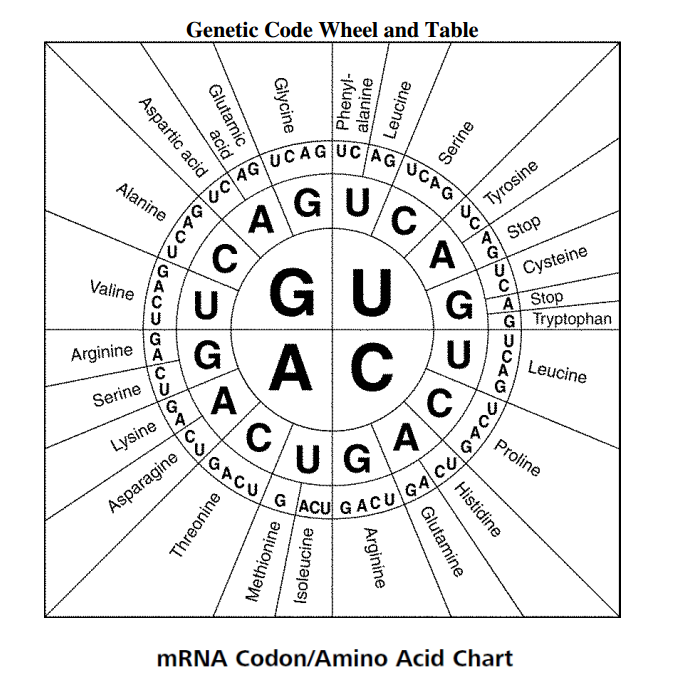 Genetic Code Wheel and Table
Glycine
Phenyl-
alanine
Leucine
Serine
Tyrosine
Stop
Cysteine
Stop
Tryptophan
Leucine
Proline
Histidine
Glutamine
Arginine
Isoleucine
Methionine
Threonine
Asparagine
Lysine
Serine
Arginine
Valine
Alanine
Aspartic acid
Glutamic
acid
U C A G U C A G U C A G U C A G U C A G U C A G U C A G U C A G
G A C U G A C U G A C U G A C U G A C U G A C U G A C U G A C U
U C A G
U C A G
G A C U
G A C U
G U
A C
mRNA Codon/Amino Acid Chart